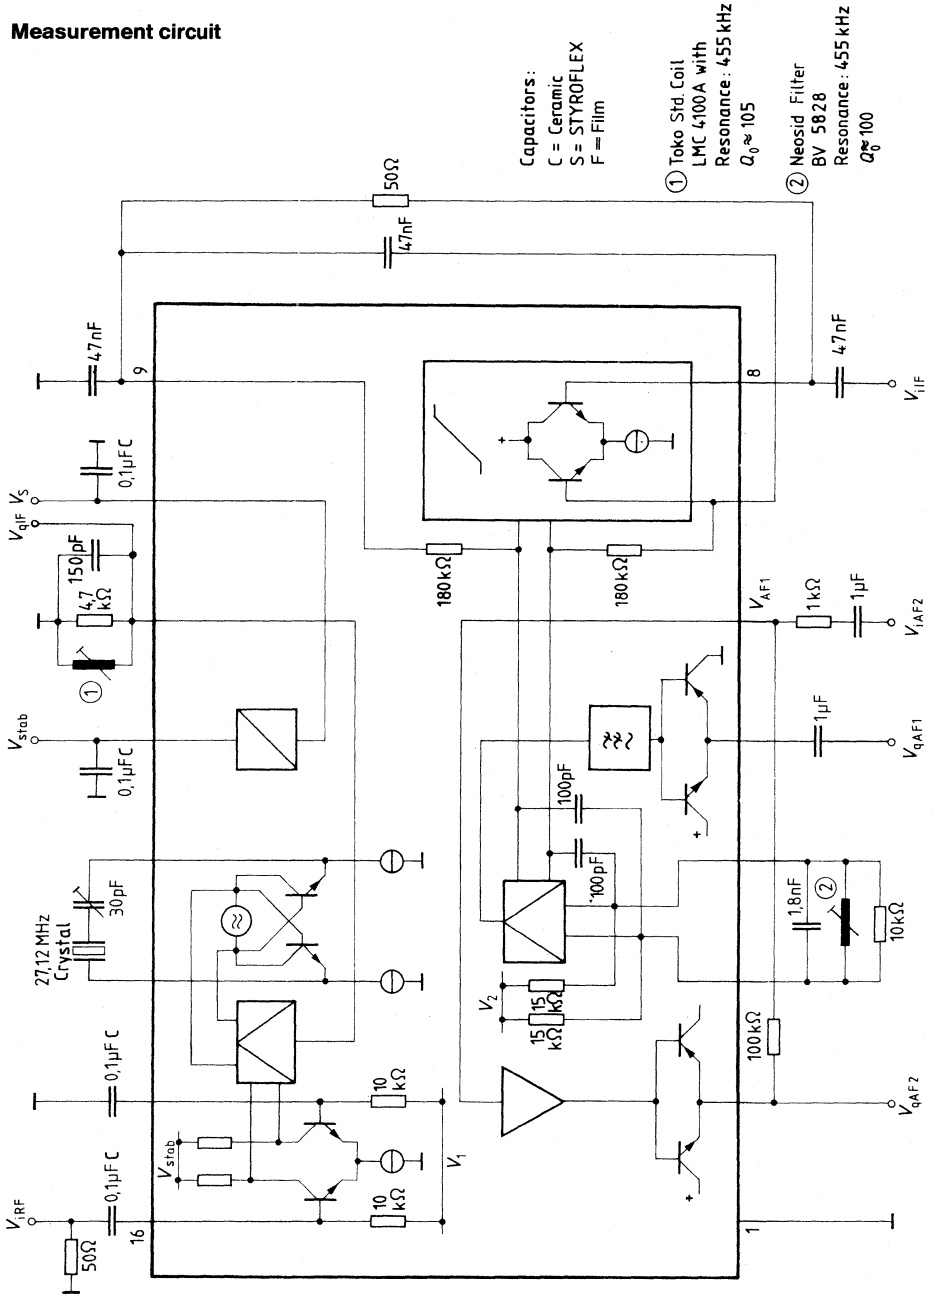 Measurement circuit
Capacitors:
C = Ceramic
S = STYROFLEX
F = Film
① Toko Std. Coil
LMC 4100A with
Resonance: 455 kHz
Q₀ ≈ 105
② Neosid Filter
BV 5828
Resonance: 455 kHz
Q₀ ≈ 100
50Ω
47nF
47nF
9
8
47nF
ViIF
0,1µFC
VS
VqIF
150pF
4,7
kΩ
①
180kΩ
180kΩ
VAF1
1kΩ
1µF
ViAF2
Vstab
0,1µFC
1µF
VqAF1
+
+
100pF
100pF
30pF
27,12 MHz
Crystal
1,8nF
②
10kΩ
V2
15
kΩ
15
kΩ
100kΩ
0,1µFC
10
kΩ
Vstab
V1
+
VqAF2
ViRF
0,1µFC
16
10
kΩ
50Ω
1